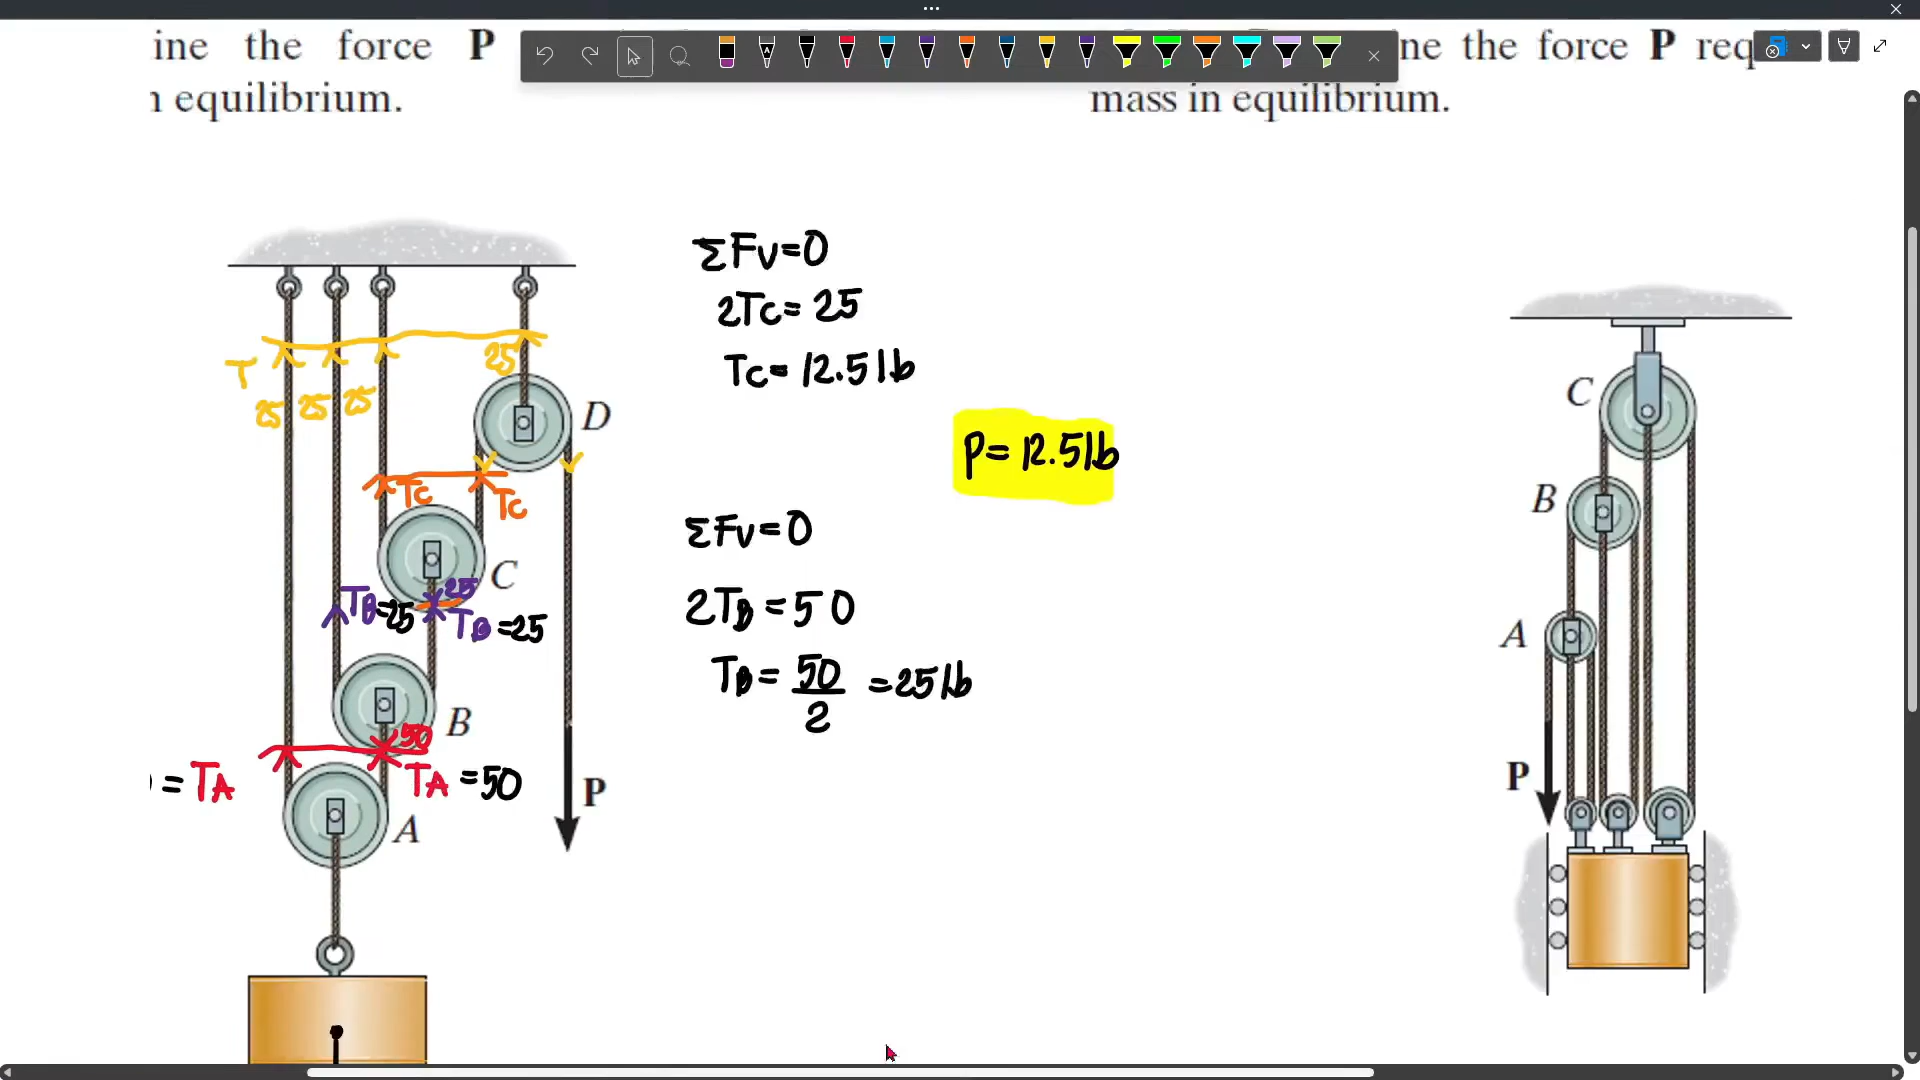 ine the force P
n equilibrium.
ne the force P req
mass in equilibrium.
ΣFv=0
2Tc=25
Tc=12.5lb
P=12.5lb
ΣFv=0
2TB=50
TB=50/2=25lb
T
25
25
25
25
D
Tc
Tc
C
25
TB=25
TB=25
B
50
=TA
TA=50
A
P
C
B
A
P